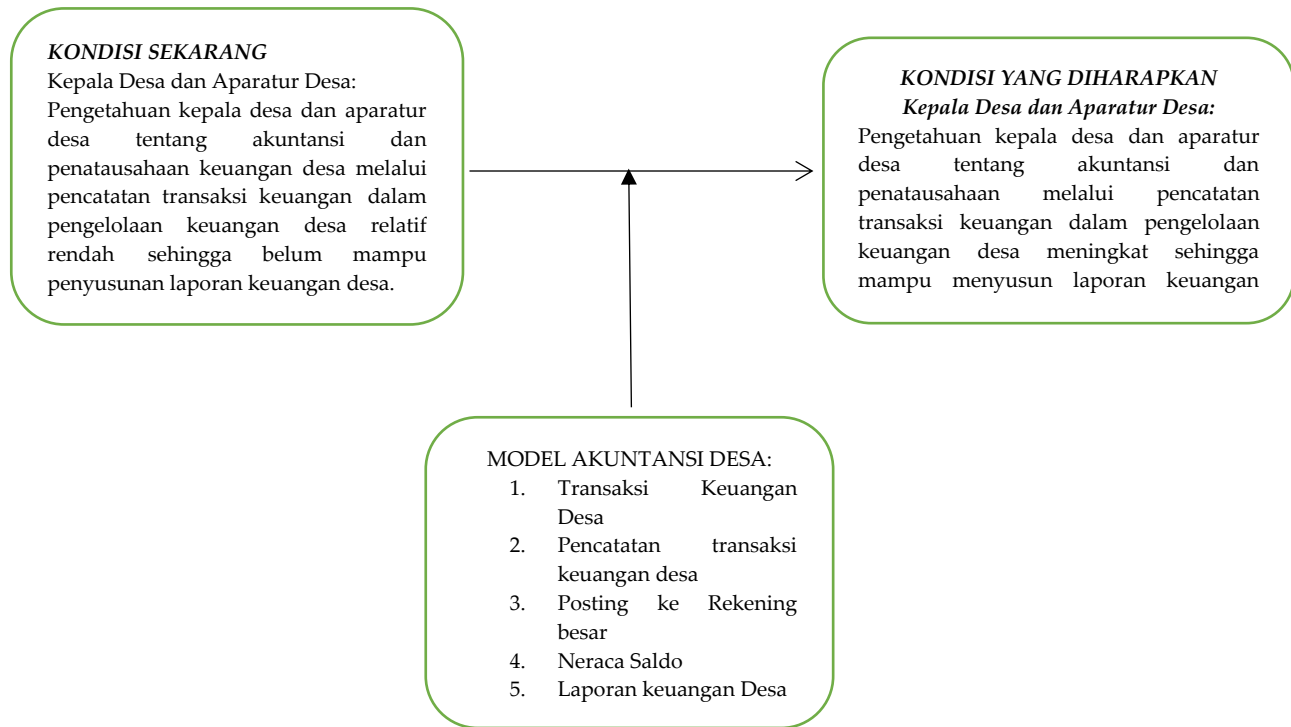 KONDISI SEKARANG
Kepala Desa dan Aparatur Desa:
Pengetahuan kepala desa dan aparatur
desa tentang akuntansi dan
penatausahaan keuangan desa melalui
pencatatan transaksi keuangan dalam
pengelolaan keuangan desa relatif
rendah sehingga belum mampu
penyusunan laporan keuangan desa.
KONDISI YANG DIHARAPKAN
Kepala Desa dan Aparatur Desa:
Pengetahuan kepala desa dan aparatur
desa tentang akuntansi dan
penatausahaan melalui pencatatan
transaksi keuangan dalam pengelolaan
keuangan desa meningkat sehingga
mampu menyusun laporan keuangan
MODEL AKUNTANSI DESA:
1. Transaksi Keuangan
Desa
2. Pencatatan transaksi
keuangan desa
3. Posting ke Rekening
besar
4. Neraca Saldo
5. Laporan keuangan Desa